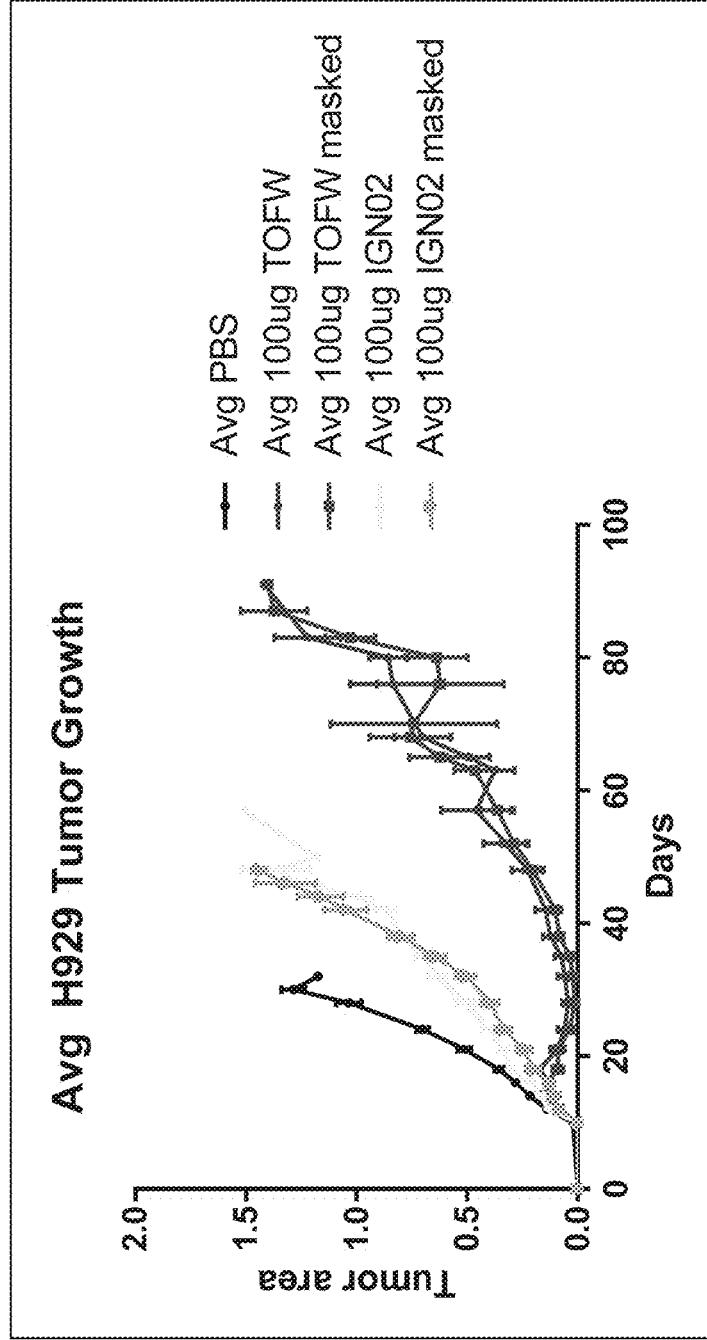 Avg H929 Tumor Growth
Tumor area
2.0
1.5
1.0
0.5
0.0
0
20
40
60
80
100
Days
Avg PBS
Avg 100ug TOFW
Avg 100ug TOFW masked
Avg 100ug IGN02
Avg 100ug IGN02 masked